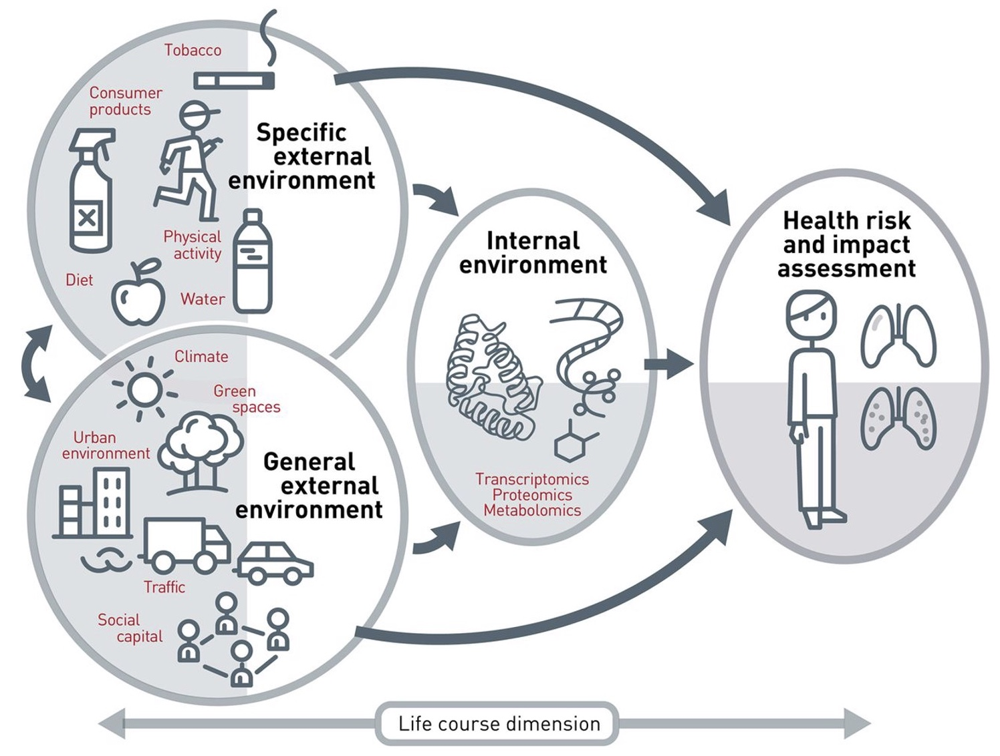 Tobacco
Consumer
products
Specific
external
environment
Physical
activity
Diet
Water
Climate
Green
spaces
Urban
environment
General
external
environment
Traffic
Social
capital
Internal
environment
Transcriptomics
Proteomics
Metabolomics
Health risk
and impact
assessment
Life course dimension